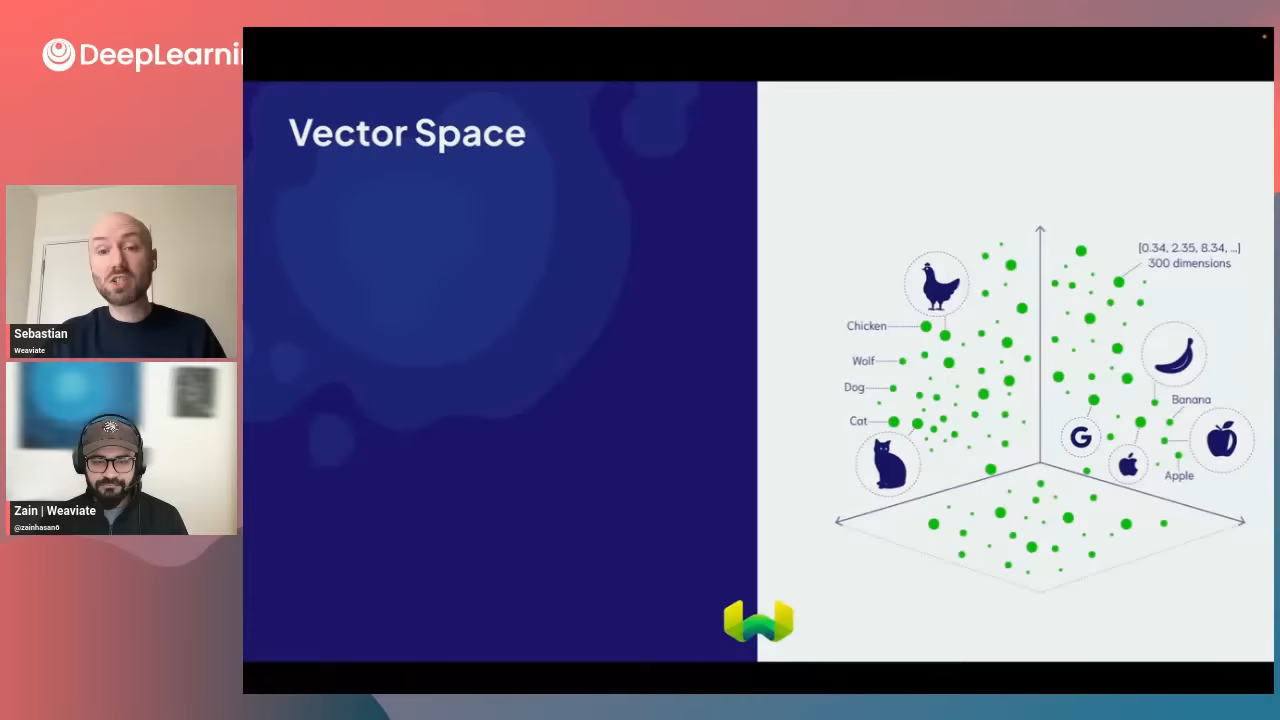 DeepLearni
Vector Space
Sebastian
Weaviate
Zain | Weaviate
@zainhasan6
[0.34, 2.35, 8.34, ...]
300 dimensions
Chicken
Wolf
Dog
Cat
Banana
G
Apple